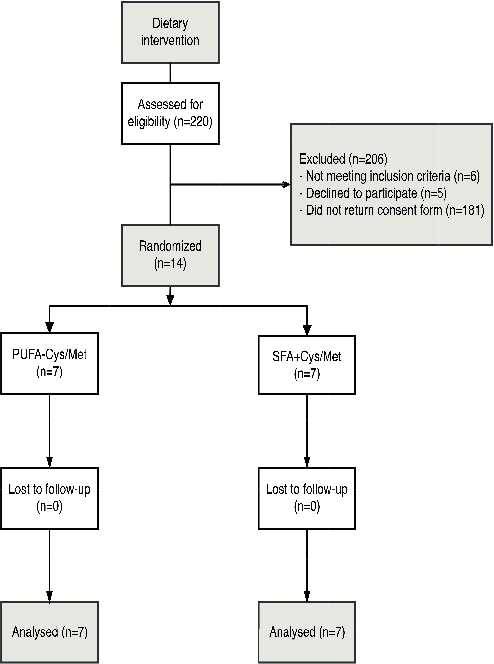 Dietary
intervention
Assessed for
eligibility (n=220)
Excluded (n=206)
- Not meeting inclusion criteria (n=6)
- Declined to participate (n=5)
- Did not return consent form (n=181)
Randomized
(n=14)
PUFA-Cys/Met
(n=7)
SFA+Cys/Met
(n=7)
Lost to follow-up
(n=0)
Lost to follow-up
(n=0)
Analysed (n=7)
Analysed (n=7)